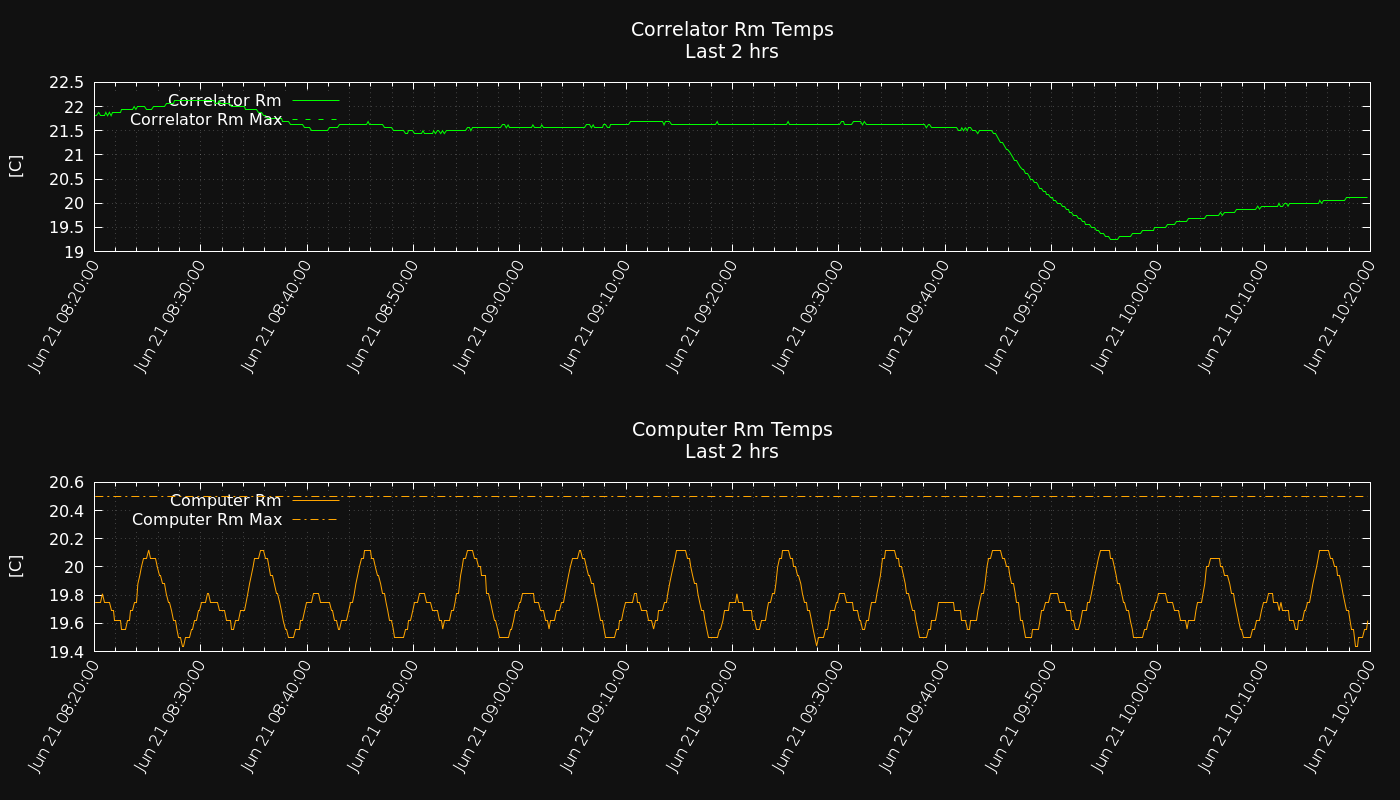 Correlator Rm Temps
Last 2 hrs
22.5
22
21.5
21
20.5
20
19.5
19
[C]
Correlator Rm
Correlator Rm Max
Jun 21 08:20:00
Jun 21 08:30:00
Jun 21 08:40:00
Jun 21 08:50:00
Jun 21 09:00:00
Jun 21 09:10:00
Jun 21 09:20:00
Jun 21 09:30:00
Jun 21 09:40:00
Jun 21 09:50:00
Jun 21 10:00:00
Jun 21 10:10:00
Jun 21 10:20:00
Computer Rm Temps
Last 2 hrs
20.6
20.4
20.2
20
19.8
19.6
19.4
[C]
Computer Rm
Computer Rm Max
Jun 21 08:20:00
Jun 21 08:30:00
Jun 21 08:40:00
Jun 21 08:50:00
Jun 21 09:00:00
Jun 21 09:10:00
Jun 21 09:20:00
Jun 21 09:30:00
Jun 21 09:40:00
Jun 21 09:50:00
Jun 21 10:00:00
Jun 21 10:10:00
Jun 21 10:20:00